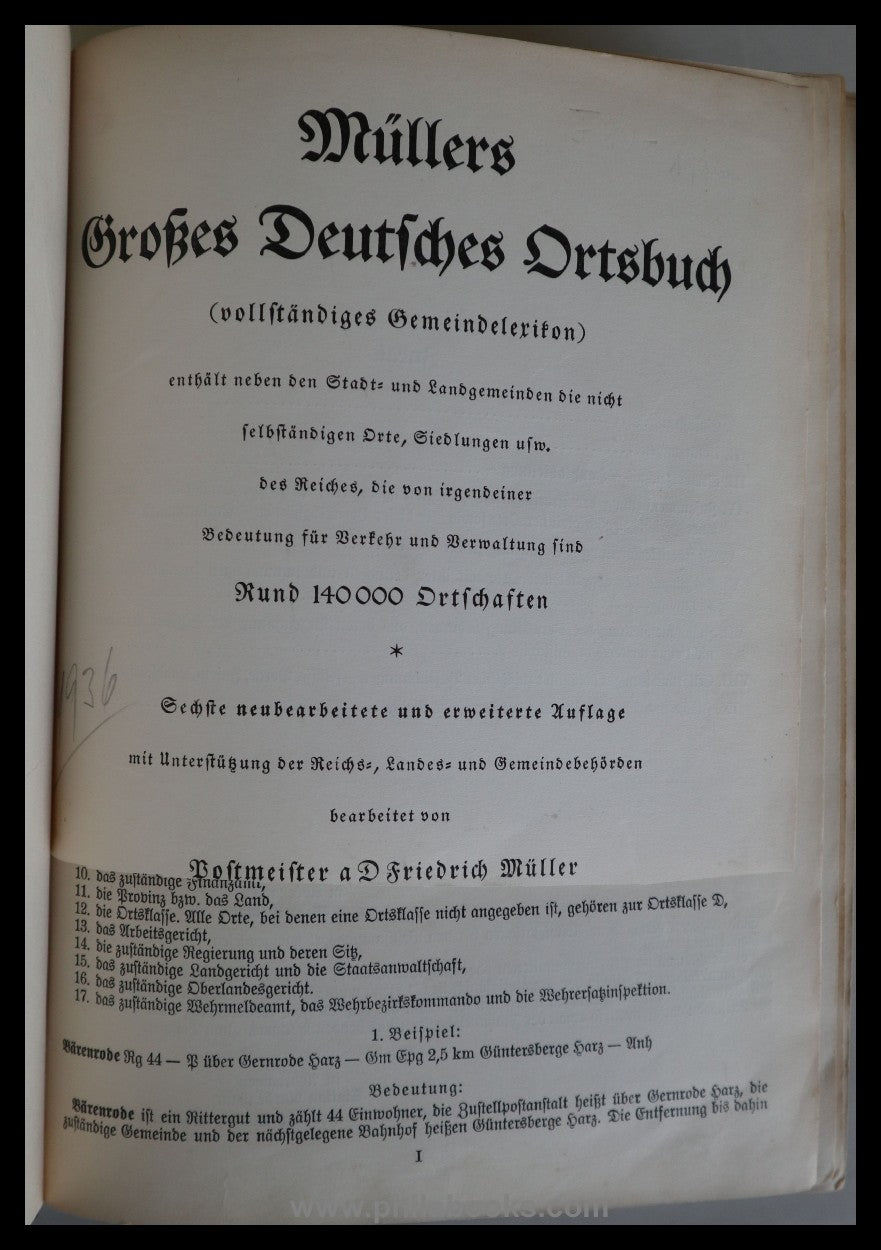 Müllers
Großes Deutsches Ortsbuch
(vollständiges Gemeindelexikon)
enthält neben den Stadt- und Landgemeinden die nicht
selbständigen Orte, Siedlungen usw.
des Reiches, die von irgendeiner
Bedeutung für Verkehr und Verwaltung sind
Rund 140000 Ortschaften
*
1936
Sechste neubearbeitete und erweiterte Auflage
mit Unterstützung der Reichs-, Landes- und Gemeindebehörden
bearbeitet von
Postmeister a D Friedrich Müller
10. das zuständige Finanzamt,
11. die Provinz bzw. das Land,
12. die Ortsklasse. Alle Orte, bei denen eine Ortsklasse nicht angegeben ist, gehören zur Ortsklasse D,
13. das Arbeitsgericht,
14. die zuständige Regierung und deren Sitz,
15. das zuständige Landgericht und die Staatsanwaltschaft,
16. das zuständige Oberlandesgericht.
17. das zuständige Wehrmeldeamt, das Wehrbezirkskommando und die Wehrersatzinspektion.
1. Beispiel:
Bärenrode Rg 44 — P über Gernrode Harz — Gm Epg 2,5 km Güntersberge Harz — Anh
Bedeutung:
Bärenrode ist ein Rittergut und zählt 44 Einwohner, die Zustellpostanstalt heißt über Gernrode Harz, die
zuständige Gemeinde und der nächstgelegene Bahnhof heißen Güntersberge Harz. Die Entfernung bis dahin
I
www.philabooks.com